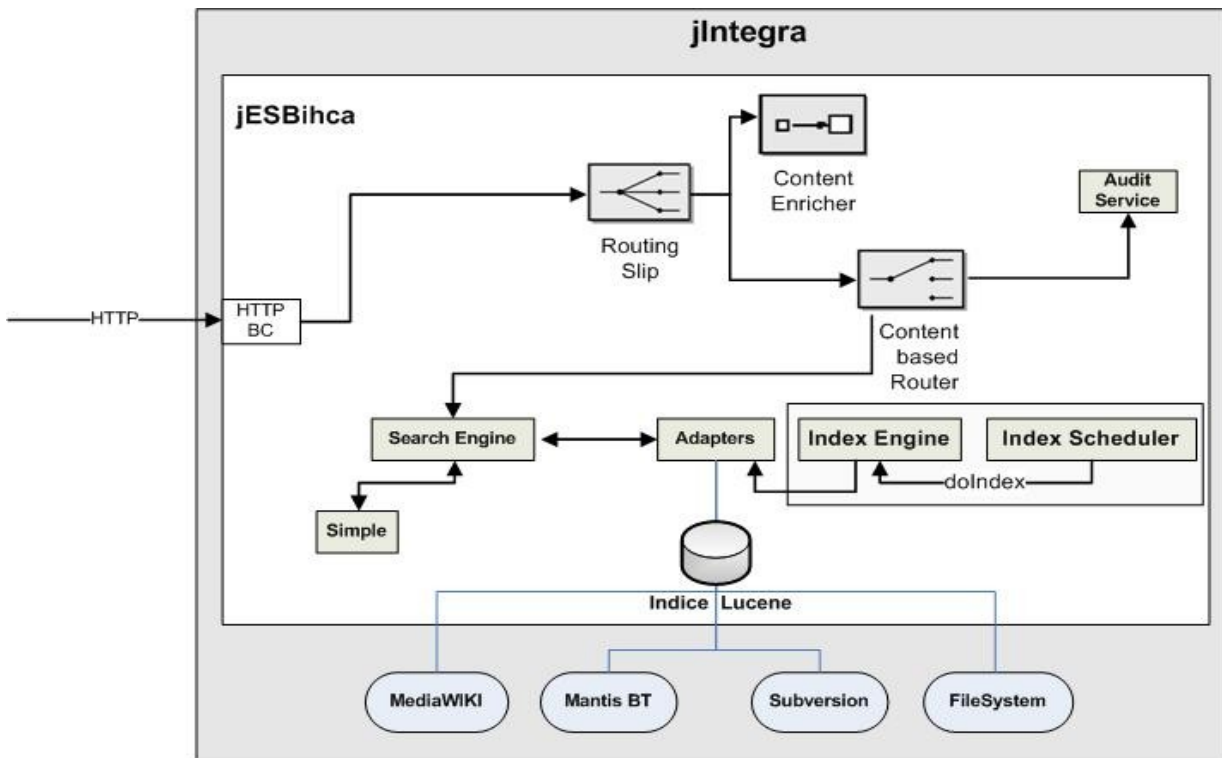 jIntegra
jESBihca
Content
Enricher
Audit
Service
Routing
Slip
HTTP
HTTP
BC
Content
based
Router
Search Engine
Adapters
Index Engine
Index Scheduler
doIndex
Simple
Indice Lucene
MediaWIKI
Mantis BT
Subversion
FileSystem